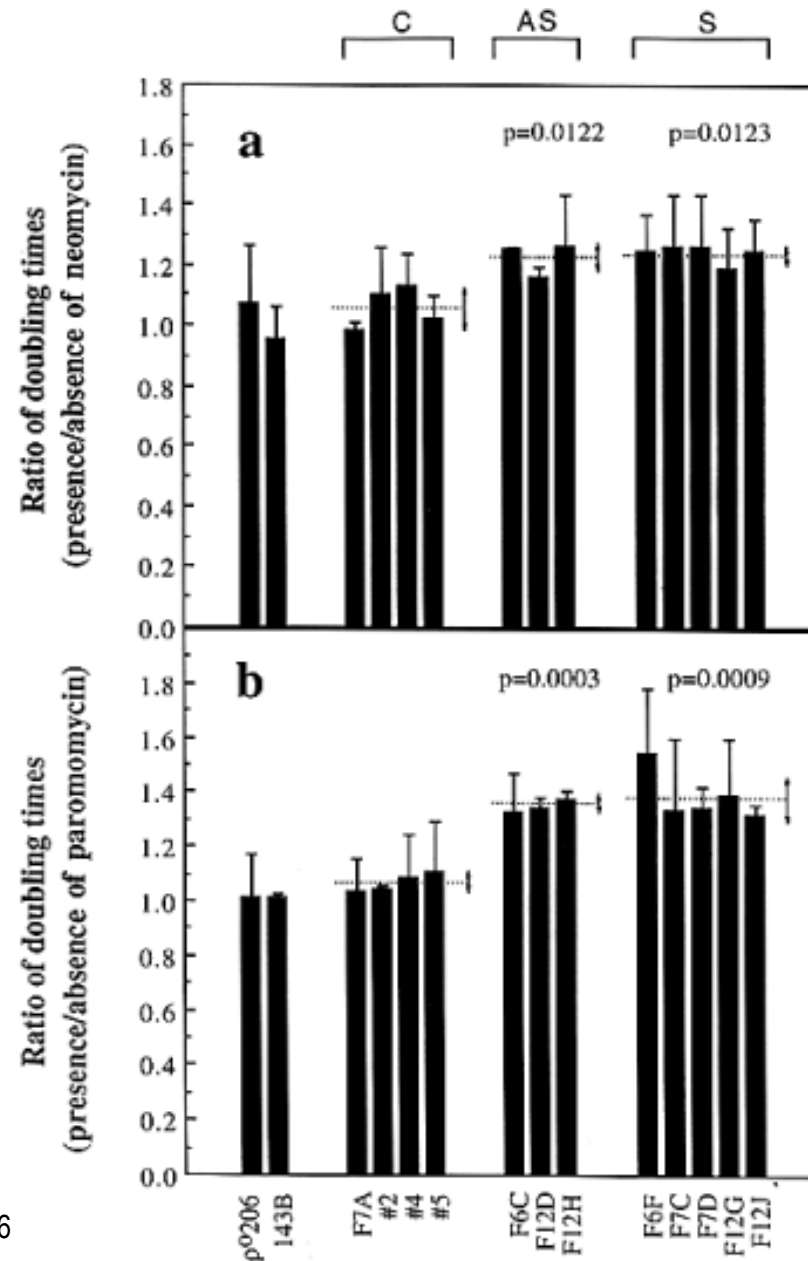 C AS S
a
p=0.0122 p=0.0123
Ratio of doubling times
(presence/absence of neomycin)
1.8
1.6
1.4
1.2
1.0
0.8
0.6
0.4
0.2
0.0
b
p=0.0003 p=0.0009
Ratio of doubling times
(presence/absence of paromomycin)
1.8
1.6
1.4
1.2
1.0
0.8
0.6
0.4
0.2
0.0
ρ⁰206
143B
F7A
#2
#4
#5
F6C
F12D
F12H
F6F
F7C
F7D
F12G
F12J
6